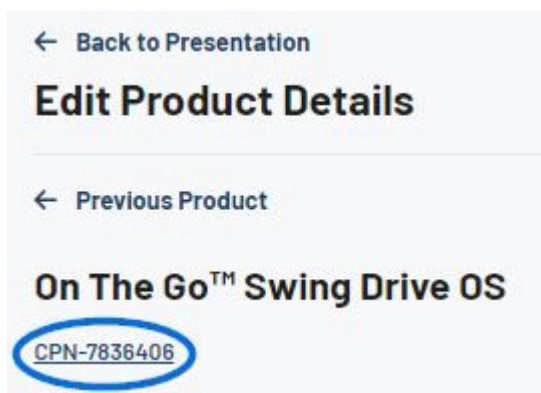 ← Back to Presentation
Edit Product Details
← Previous Product
On The Go™ Swing Drive OS
CPN-7836406